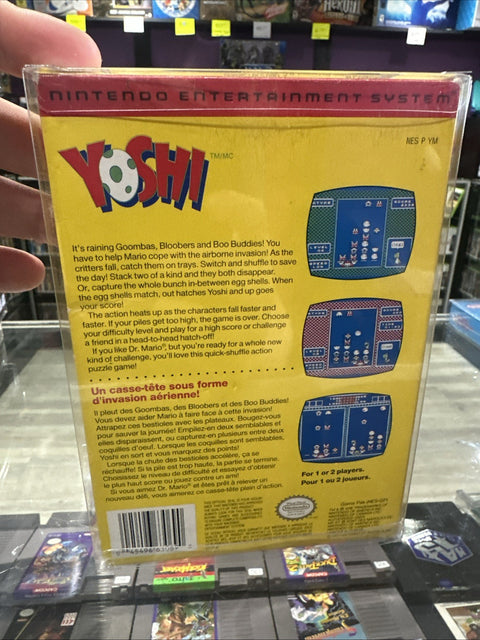 NINTENDO ENTERTAINMENT SYSTEM
NES P YM
YOSHI TM/MC
It's raining Goombas, Bloobers and Boo Buddies! You
have to help Mario cope with the airborne invasion! As the
critters fall, catch them on trays. Switch and shuffle to save
the day! Stack two of a kind and they both disappear.
Or, capture the whole bunch in-between egg shells. When
the egg shells match, out hatches Yoshi and up goes
your score!
The action heats up as the characters fall faster and
faster. If your piles get too high, the game is over. Choose
your difficulty level and play for a high score or challenge
a friend in a head-to-head hatch-off!
If you like Dr. Mario®, but you're ready for a whole new
kind of challenge, you'll love this quick-shuffle action
puzzle game!
Un casse-tête sous forme
d'invasion aérienne!
Il pleut des Goombas, des Bloobers et des Boo Buddies!
Vous devez aider Mario à faire face à cette invasion!
Attrapez ces bestioles avec les plateaux. Bougez-vous
pour sauver la journée! Empilez-en deux semblables et
elles disparaissent, ou capturez-en plusieurs entre deux
coquilles d'oeuf. Lorsque les coquilles sont semblables,
Yoshi en sort et vous marquez des points!
Lorsque la chute des bestioles accélère, ça se
réchauffe! Si la pile est trop haute, la partie se termine.
Choisissez le niveau de difficulté et essayez d'obtenir
le plus haut score ou jouez contre un ami!
Si vous aimez Dr. Mario® et êtes prêt à relever un
nouveau défi, vous aimerez ce casse-tête plein d'action.
For 1 or 2 players.
Pour 1 ou 2 joueurs.
Nintendo
CAPCOM
CAPCOM